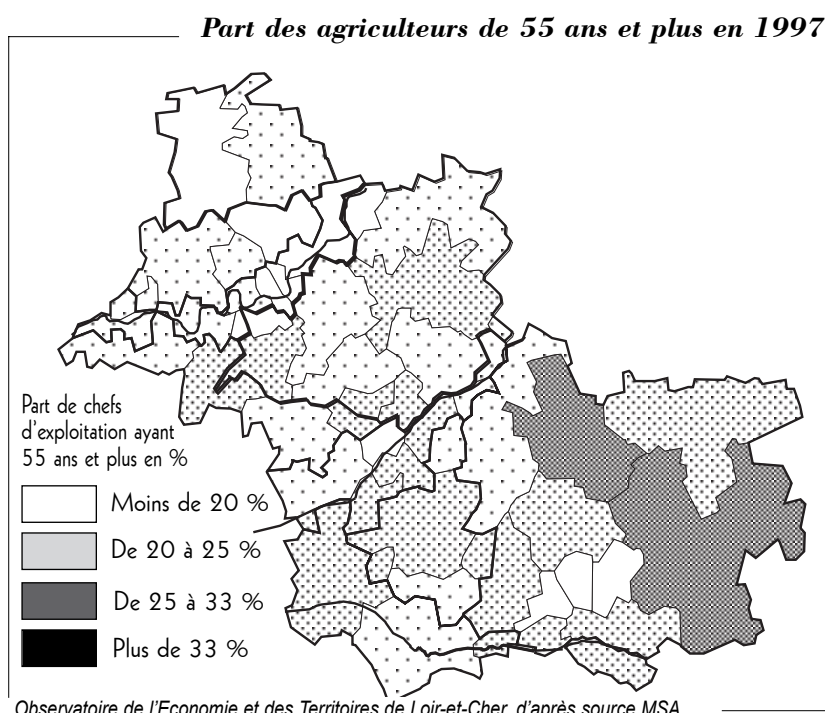 Part des agriculteurs de 55 ans et plus en 1997
Part de chefs
d'exploitation ayant
55 ans et plus en %
Moins de 20 %
De 20 à 25 %
De 25 à 33 %
Plus de 33 %
Observatoire de l'Economie et des Territoires de Loir-et-Cher, d'après source MSA